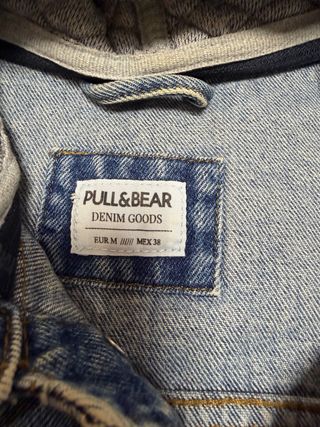 PULL&BEAR
DENIM GOODS
EUR M ////// MEX 38